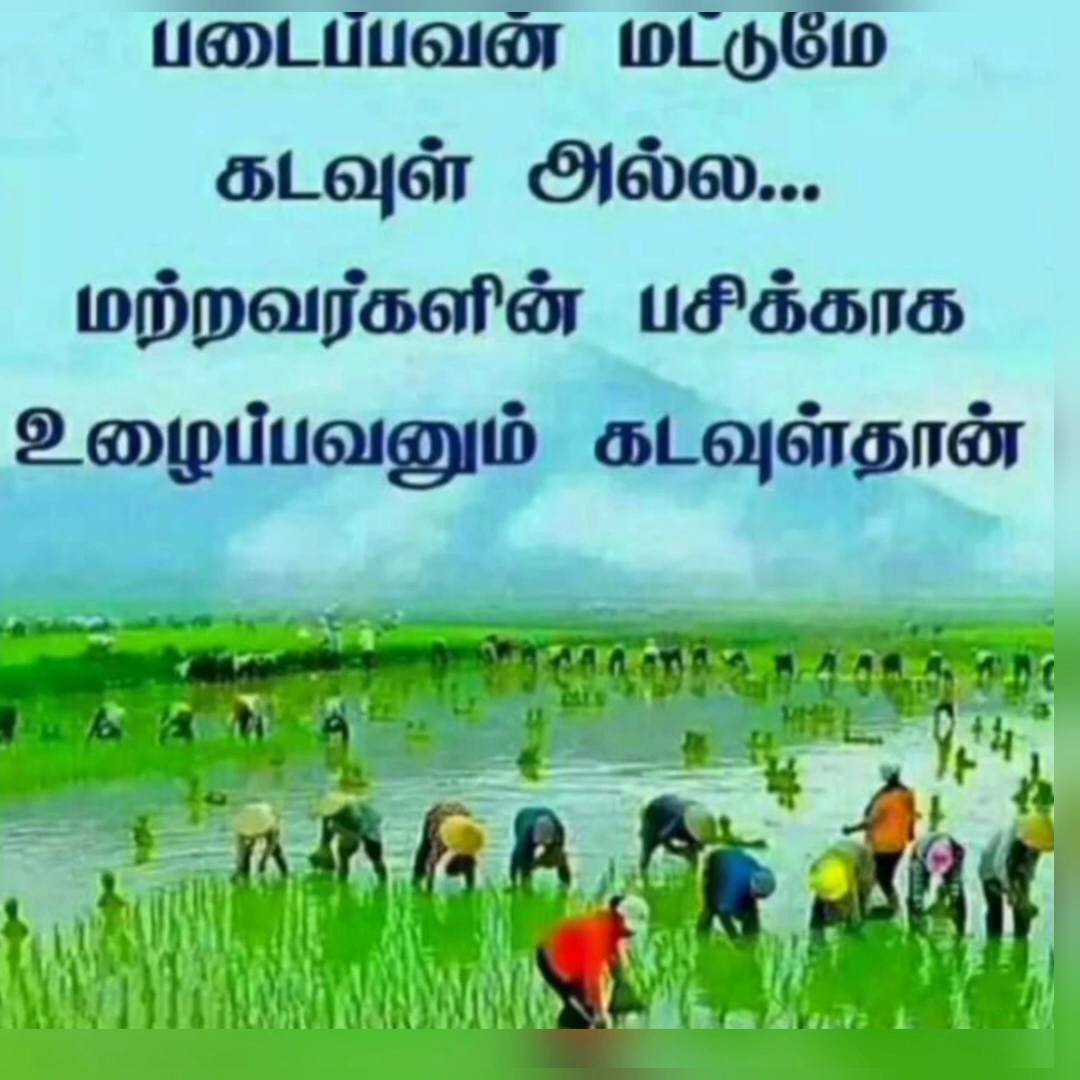 படைப்பவன் மட்டுமே
கடவுள் அல்ல...
மற்றவர்களின் பசிக்காக
உழைப்பவனும் கடவுள்தான்